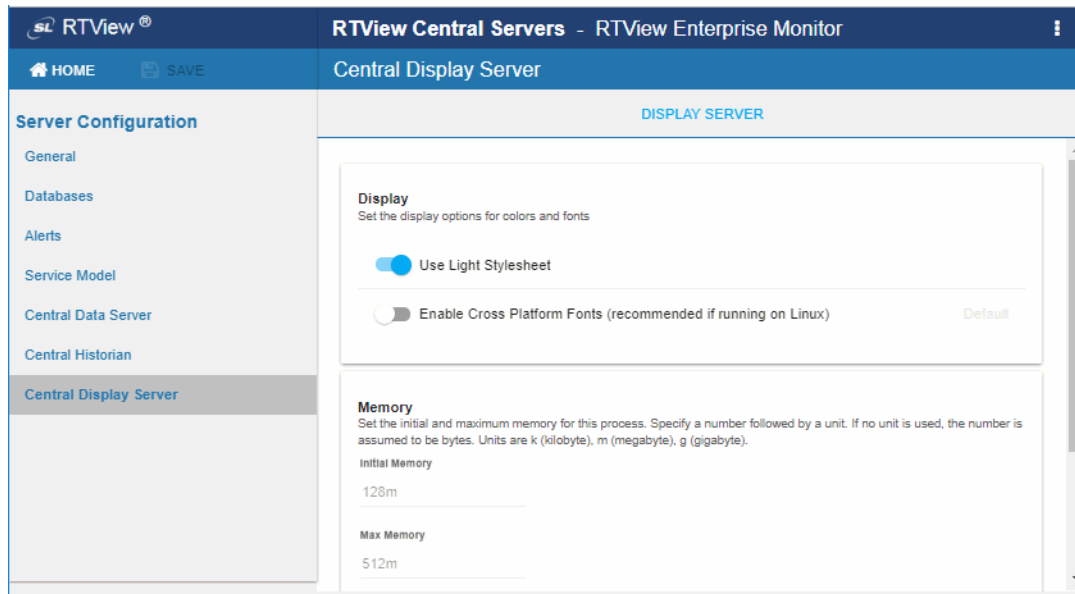 SL RTView ®
RTView Central Servers - RTView Enterprise Monitor
HOME
SAVE
Central Display Server
Server Configuration
General
Databases
Alerts
Service Model
Central Data Server
Central Historian
Central Display Server
DISPLAY SERVER
Display
Set the display options for colors and fonts
Use Light Stylesheet
Enable Cross Platform Fonts (recommended if running on Linux)
Default
Memory
Set the initial and maximum memory for this process. Specify a number followed by a unit. If no unit is used, the number is
assumed to be bytes. Units are k (kilobyte), m (megabyte), g (gigabyte).
Initial Memory
128m
Max Memory
512m